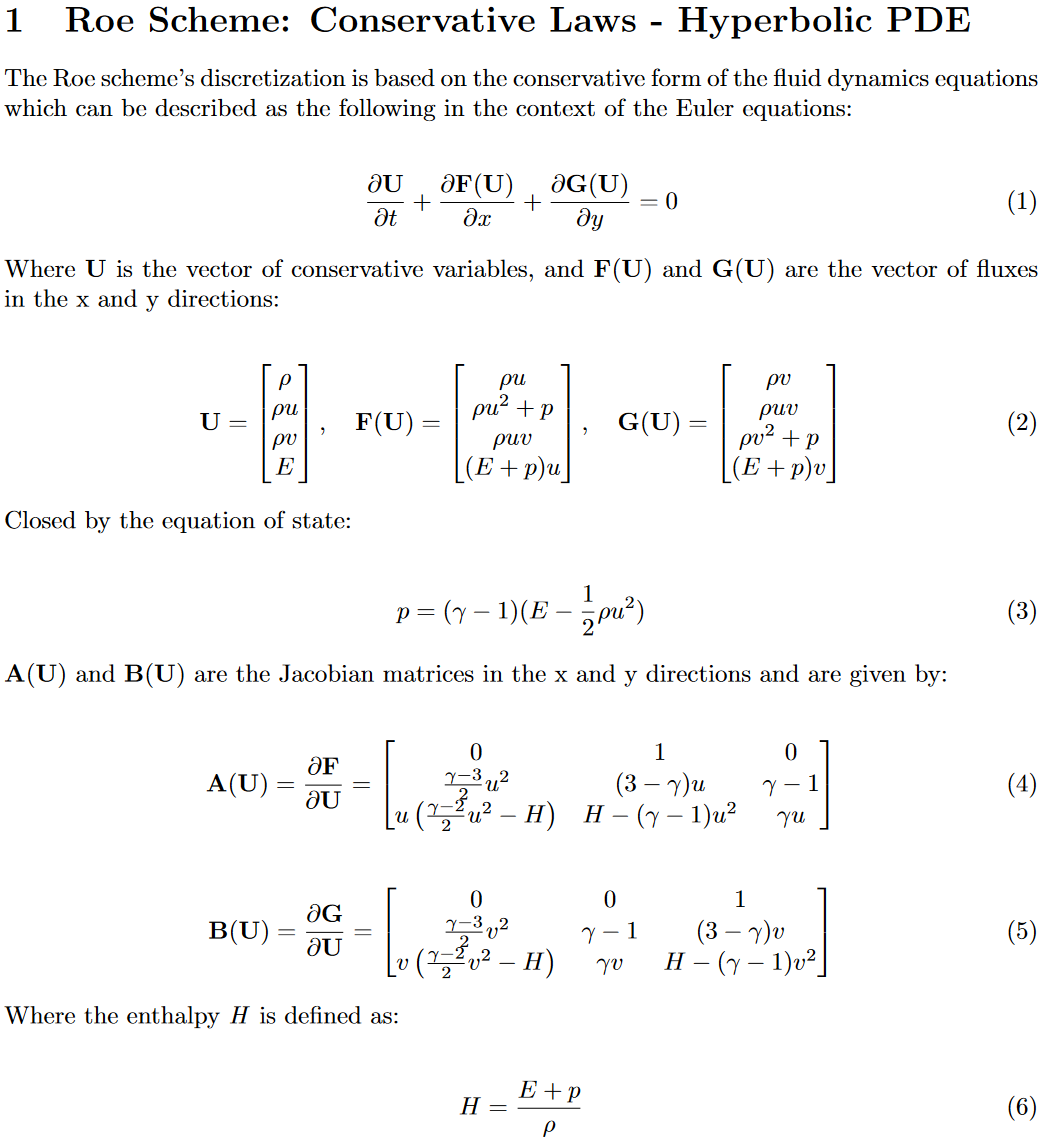 1 Roe Scheme: Conservative Laws - Hyperbolic PDE
The Roe scheme's discretization is based on the conservative form of the fluid dynamics equations
which can be described as the following in the context of the Euler equations:
∂U/∂t + ∂F(U)/∂x + ∂G(U)/∂y = 0 (1)
Where U is the vector of conservative variables, and F(U) and G(U) are the vector of fluxes
in the x and y directions:
U = [ρ; ρu; ρv; E], F(U) = [ρu; ρu² + p; ρuv; (E + p)u], G(U) = [ρv; ρuv; ρv² + p; (E + p)v] (2)
Closed by the equation of state:
p = (γ − 1)(E − 1/2 ρu²) (3)
A(U) and B(U) are the Jacobian matrices in the x and y directions and are given by:
A(U) = ∂F/∂U = [0, 1, 0; (γ−3)/2 u², (3 − γ)u, γ − 1; u((γ−2)/2 u² − H), H − (γ − 1)u², γu] (4)
B(U) = ∂G/∂U = [0, 0, 1; (γ−3)/2 v², γ − 1, (3 − γ)v; v((γ−2)/2 v² − H), γv, H − (γ − 1)v²] (5)
Where the enthalpy H is defined as:
H = (E + p)/ρ (6)